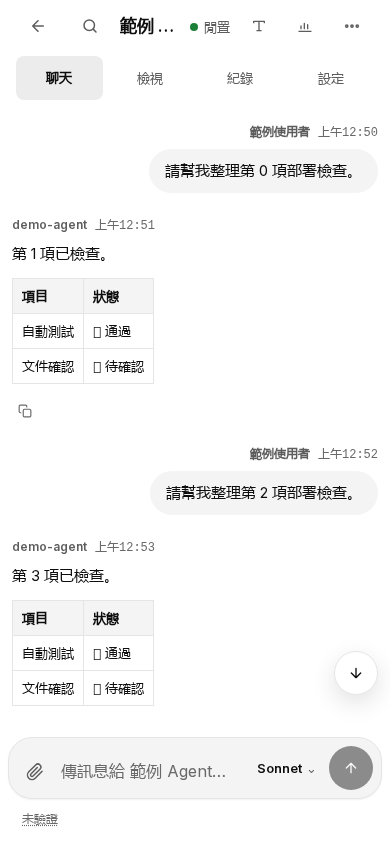 範例 … 閒置
聊天 檢視 紀錄 設定
範例使用者 上午12:50
請幫我整理第 0 項部署檢查。
demo-agent 上午12:51
第 1 項已檢查。
項目 狀態
自動測試 通過
文件確認 待確認
範例使用者 上午12:52
請幫我整理第 2 項部署檢查。
demo-agent 上午12:53
第 3 項已檢查。
項目 狀態
自動測試 通過
文件確認 待確認
傳訊息給 範例 Agent… Sonnet
未驗證